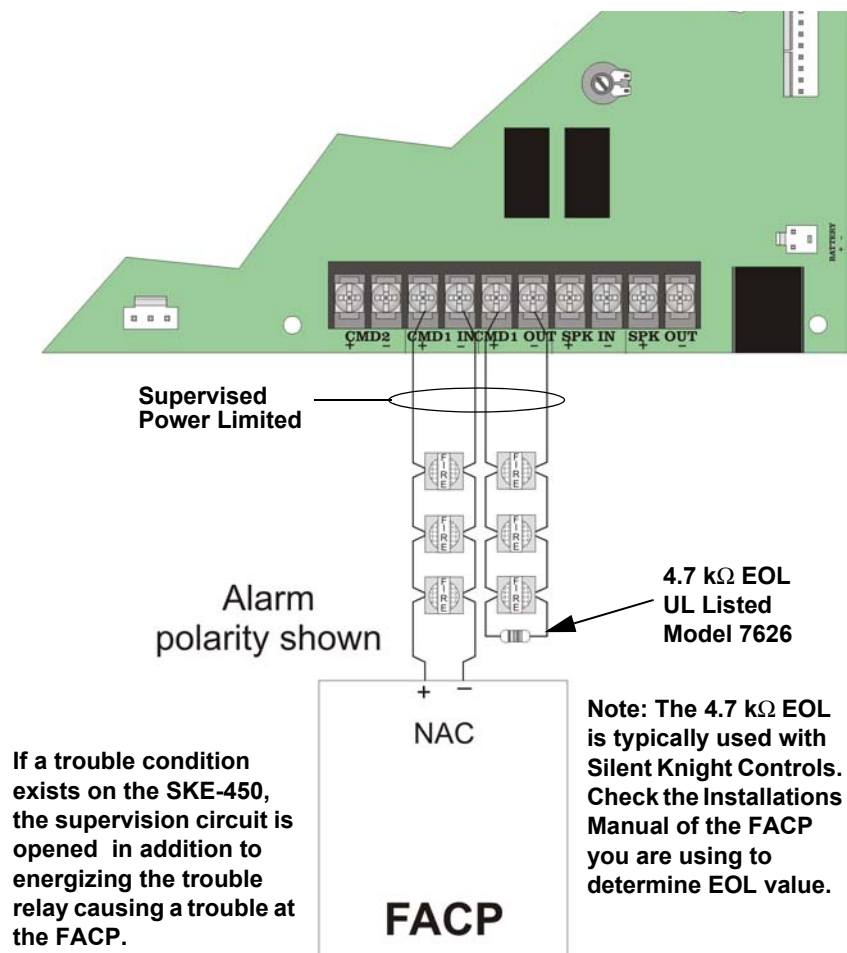 BATTERY
+ -
CMD2 CMD1 IN CMD1 OUT SPK IN SPK OUT
+ - + - + - + - + -
Supervised
Power Limited
FIRE FIRE
FIRE FIRE
FIRE FIRE
Alarm
polarity shown
4.7 kΩ EOL
UL Listed
Model 7626
+ −
NAC
If a trouble condition
exists on the SKE-450,
the supervision circuit is
opened in addition to
energizing the trouble
relay causing a trouble at
the FACP.
FACP
Note: The 4.7 kΩ EOL
is typically used with
Silent Knight Controls.
Check the Installations
Manual of the FACP
you are using to
determine EOL value.